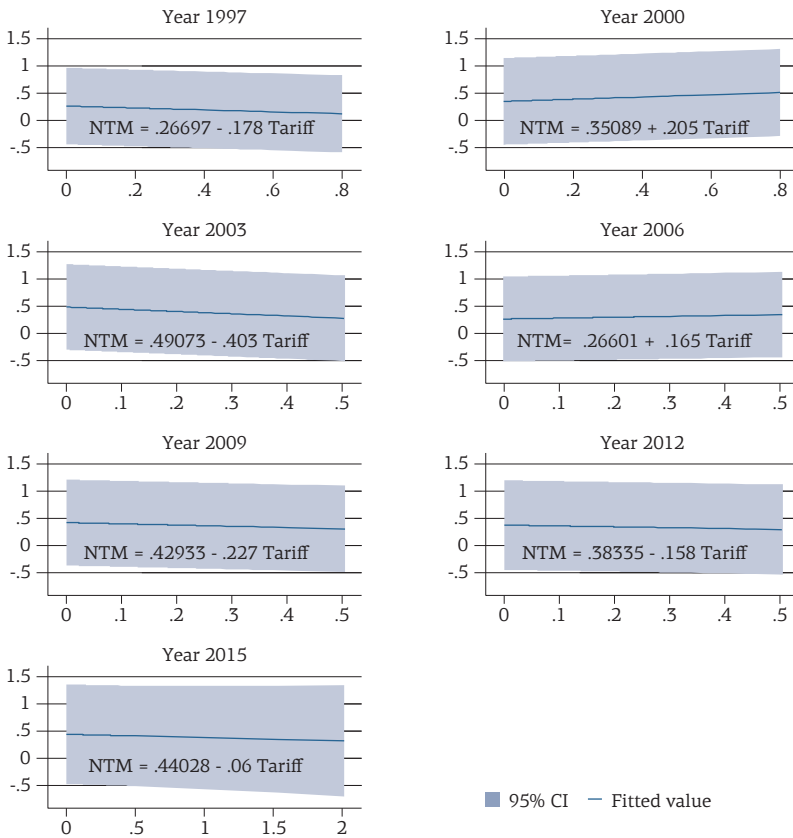 Year 1997
1.5
1
.5
0
-.5
NTM = .26697 - .178 Tariff
0 .2 .4 .6 .8
Year 2000
1.5
1
.5
0
-.5
NTM = .35089 + .205 Tariff
0 .2 .4 .6 .8
Year 2003
1.5
1
.5
0
-.5
NTM = .49073 - .403 Tariff
0 .1 .2 .3 .4 .5
Year 2006
1.5
1
.5
0
-.5
NTM= .26601 + .165 Tariff
0 .1 .2 .3 .4 .5
Year 2009
1.5
1
.5
0
-.5
NTM = .42933 - .227 Tariff
0 .1 .2 .3 .4 .5
Year 2012
1.5
1
.5
0
-.5
NTM = .38335 - .158 Tariff
0 .1 .2 .3 .4 .5
Year 2015
1.5
1
.5
0
-.5
NTM = .44028 - .06 Tariff
0 .5 1 1.5 2
95% CI Fitted value